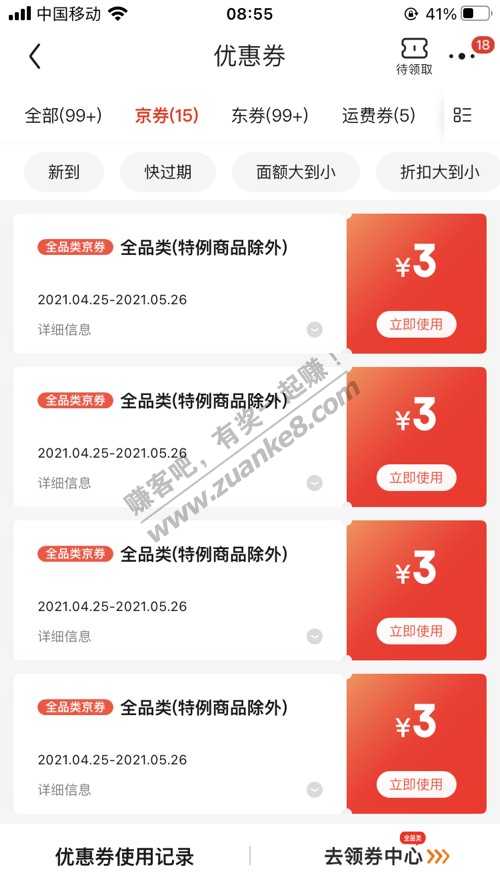 中国移动 08:55 41%
优惠券
待领取
18
全部(99+) 京券(15) 东券(99+) 运费券(5)
新到 快过期 面额大到小 折扣大到小
全品类京券 全品类(特例商品除外)
¥3
2021.04.25-2021.05.26
立即使用
详细信息
全品类京券 全品类(特例商品除外)
¥3
2021.04.25-2021.05.26
立即使用
详细信息
赚客吧，有奖一起赚！
www.zuanke8.com
全品类京券 全品类(特例商品除外)
¥3
2021.04.25-2021.05.26
立即使用
详细信息
全品类京券 全品类(特例商品除外)
¥3
2021.04.25-2021.05.26
立即使用
详细信息
全品类
优惠券使用记录 去领券中心